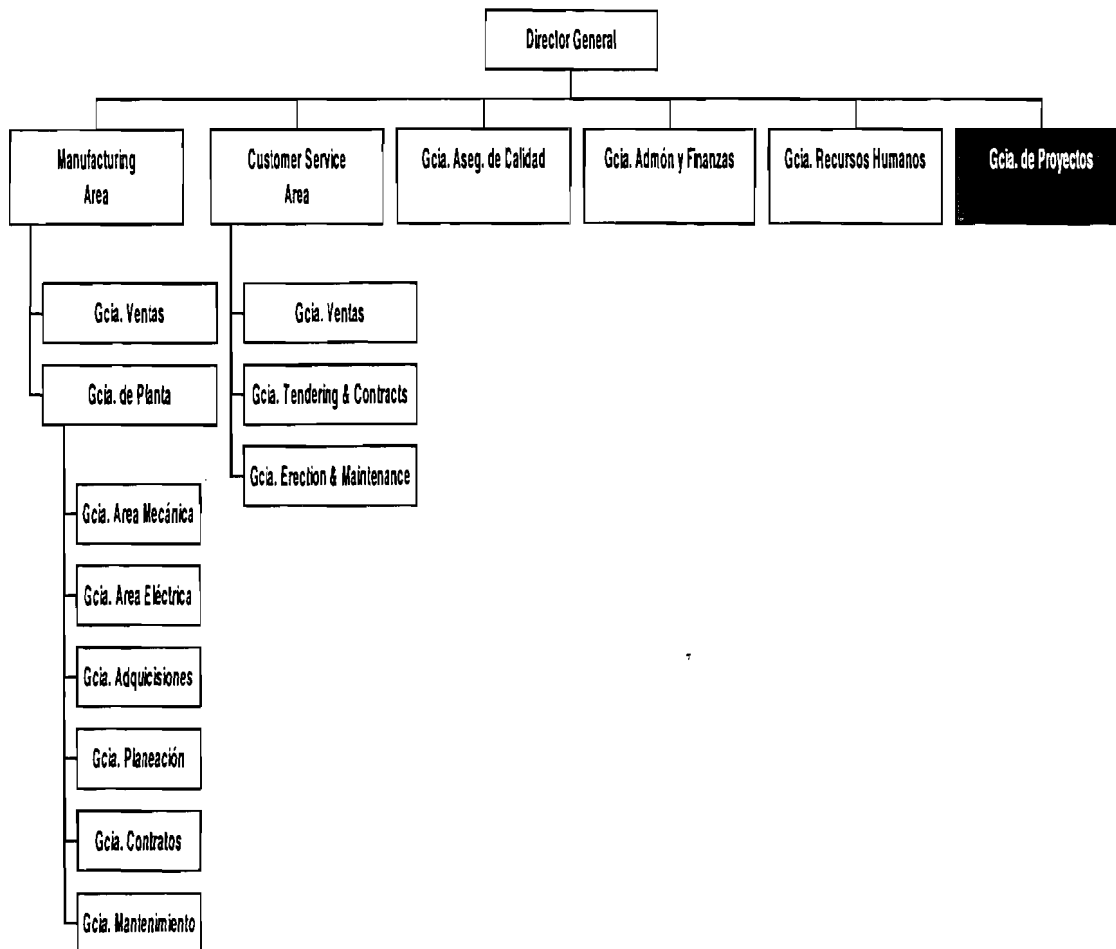 Director General
Manufacturing
Area
Customer Service
Area
Gcia. Aseg. de Calidad
Gcia. Admón y Finanzas
Gcia. Recursos Humanos
Gcia. de Proyectos
Gcia. Ventas
Gcia. de Planta
Gcia. Area Mecánica
Gcia. Area Eléctrica
Gcia. Adquicisiones
Gcia. Planeación
Gcia. Contratos
Gcia. Mantenimiento
Gcia. Ventas
Gcia. Tendering & Contracts
Gcia. Erection & Maintenance